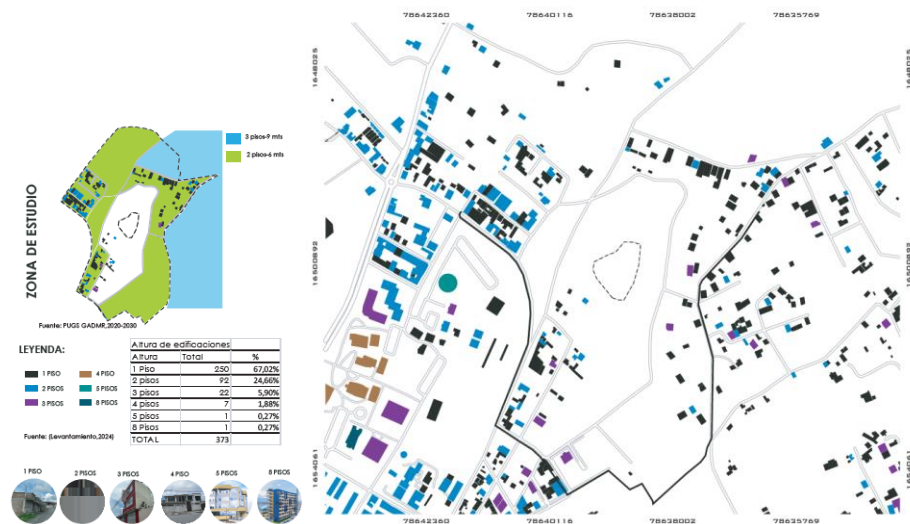 78642360 78640116 78638002 78635769
1648025
1648025
ZONA DE ESTUDIO
3 pisos-9 mts
2 pisos-6 mts
16500892
16500892
Fuente: PUGS GADMR,2020-2030
LEYENDA:
1 PISO 4 PISO
2 PISOS 5 PISOS
3 PISOS 8 PISOS
Fuente: (Levantamiento,2024)
Altura de edificaciones
Altura Total %
1 Piso 250 67,02%
2 pisos 92 24,66%
3 pisos 22 5,90%
4 pisos 7 1,88%
5 pisos 1 0,27%
8 Pisos 1 0,27%
TOTAL 373
1654061
1654061
1 PISO 2 PISOS 3 PISOS 4 PISO 5 PISOS 8 PISOS
78642360 78640116 78638002 78635769